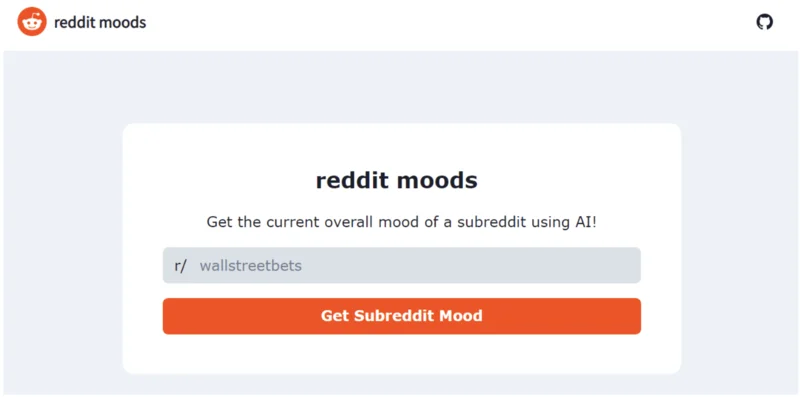 reddit moods
reddit moods
Get the current overall mood of a subreddit using AI!
r/ wallstreetbets
Get Subreddit Mood